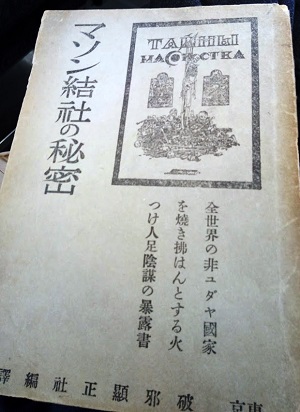 マソン結社の秘密
ТАЙНЫ
МАСОНСТВА
全世界の非ユダヤ國家
を燒き拂はんとする火
つけ人足陰謀の暴露書
東京 破邪顯正社編譯